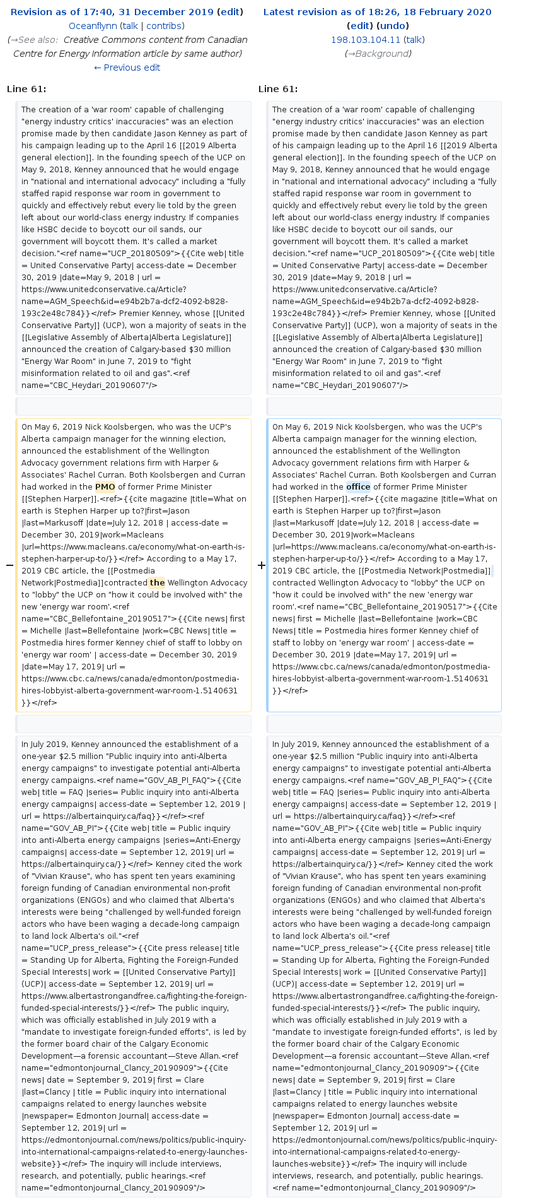 Revision as of 17:40, 31 December 2019 (edit)
Oceanflynn (talk | contribs)
(→See also: Creative Commons content from Canadian
Centre for Energy Information article by same author)
← Previous edit
Latest revision as of 18:26, 18 February 2020
(edit) (undo)
198.103.104.11 (talk)
(→Background)
Line 61:
The creation of a 'war room' capable of challenging
"energy industry critics' inaccuracies" was an election
promise made by then candidate Jason Kenney as part of
his campaign leading up to the April 16 [[2019 Alberta
general election]]. In the founding speech of the UCP on
May 9, 2018, Kenney announced that he would engage
in "national and international advocacy" including a "fully
staffed rapid response war room in government to
quickly and effectively rebut every lie told by the green
left about our world-class energy industry. If companies
like HSBC decide to boycott our oil sands, our
government will boycott them. It's called a market
decision."<ref name="UCP_20180509">{{Cite web| title
= United Conservative Party| access-date = December
30, 2019 |date=May 9, 2018 | url =
https://www.unitedconservative.ca/Article?
name=AGM_Speech&id=e94b2b7a-dcf2-4092-b828-
193c2e48c784}}</ref> Premier Kenney, whose [[United
Conservative Party]] (UCP), won a majority of seats in the
[[Legislative Assembly of Alberta|Alberta Legislature]]
announced the creation of Calgary-based $30 million
"Energy War Room" in June 7, 2019 to "fight
misinformation related to oil and gas".<ref
name="CBC_Heydari_20190607"/>
−
On May 6, 2019 Nick Koolsbergen, who was the UCP's
Alberta campaign manager for the winning election,
announced the establishment of the Wellington
Advocacy government relations firm with Harper &
Associates' Rachel Curran. Both Koolsbergen and Curran
had worked in the PMO of former Prime Minister
[[Stephen Harper]].<ref>{{cite magazine |title=What on
earth is Stephen Harper up to?|first=Jason
|last=Markusoff |date=July 12, 2018 | access-date =
December 30, 2019|work=Macleans
|url=https://www.macleans.ca/economy/what-on-earth-is-
stephen-harper-up-to/}}</ref> According to a May 17,
2019 CBC article, the [[Postmedia
Network|Postmedia]]contracted the Wellington Advocacy
to "lobby" the UCP on "how it could be involved with" the
new 'energy war room'.<ref
name="CBC_Bellefontaine_20190517">{{Cite news| first
= Michelle |last=Bellefontaine |work=CBC News| title =
Postmedia hires former Kenney chief of staff to lobby on
'energy war room' | access-date = December 30, 2019
|date=May 17, 2019| url =
https://www.cbc.ca/news/canada/edmonton/postmedia-
hires-lobbyist-alberta-government-war-room-1.5140631
}}</ref>
In July 2019, Kenney announced the establishment of a
one-year $2.5 million "Public inquiry into anti-Alberta
energy campaigns" to investigate potential anti-Alberta
energy campaigns.<ref name="GOV_AB_PI_FAQ">{{Cite
web| title = FAQ |series= Public inquiry into anti-Alberta
energy campaigns| access-date = September 12, 2019 |
url = https://albertainquiry.ca/faq}}</ref><ref
name="GOV_AB_PI">{{Cite web| title = Public inquiry
into anti-Alberta energy campaigns |series=Anti-Energy
campaigns| access-date = September 12, 2019| url =
https://albertainquiry.ca/}}</ref> Kenney cited the work
of "Vivian Krause", who has spent ten years examining
foreign funding of Canadian environmental non-profit
organizations (ENGOs) and who claimed that Alberta's
interests were being "challenged by well-funded foreign
actors who have been waging a decade-long campaign
to land lock Alberta's oil."<ref
name="UCP_press_release">{{Cite press release| title
= Standing Up for Alberta, Fighting the Foreign-Funded
Special Interests| work = [[United Conservative Party]]
(UCP)| access-date = September 12, 2019| url =
https://www.albertastrongandfree.ca/fighting-the-foreign-
funded-special-interests/}}</ref> The public inquiry,
which was officially established in July 2019 with a
"mandate to investigate foreign-funded efforts", is led by
the former board chair of the Calgary Economic
Development—a forensic accountant—Steve Allan.<ref
name="edmontonjournal_Clancy_20190909">{{Cite
news| date = September 9, 2019| first = Clare
|last=Clancy | title = Public inquiry into international
campaigns related to energy launches website
|newspaper= Edmonton Journal| access-date =
September 12, 2019| url =
https://edmontonjournal.com/news/politics/public-inquiry-
into-international-campaigns-related-to-energy-launches-
website}}</ref> The inquiry will include interviews,
research, and potentially, public hearings.<ref
name="edmontonjournal_Clancy_20190909"/>
Line 61:
The creation of a 'war room' capable of challenging
"energy industry critics' inaccuracies" was an election
promise made by then candidate Jason Kenney as part of
his campaign leading up to the April 16 [[2019 Alberta
general election]]. In the founding speech of the UCP on
May 9, 2018, Kenney announced that he would engage
in "national and international advocacy" including a "fully
staffed rapid response war room in government to
quickly and effectively rebut every lie told by the green
left about our world-class energy industry. If companies
like HSBC decide to boycott our oil sands, our
government will boycott them. It's called a market
decision."<ref name="UCP_20180509">{{Cite web| title
= United Conservative Party| access-date = December
30, 2019 |date=May 9, 2018 | url =
https://www.unitedconservative.ca/Article?
name=AGM_Speech&id=e94b2b7a-dcf2-4092-b828-
193c2e48c784}}</ref> Premier Kenney, whose [[United
Conservative Party]] (UCP), won a majority of seats in the
[[Legislative Assembly of Alberta|Alberta Legislature]]
announced the creation of Calgary-based $30 million
"Energy War Room" in June 7, 2019 to "fight
misinformation related to oil and gas".<ref
name="CBC_Heydari_20190607"/>
+
On May 6, 2019 Nick Koolsbergen, who was the UCP's
Alberta campaign manager for the winning election,
announced the establishment of the Wellington
Advocacy government relations firm with Harper &
Associates' Rachel Curran. Both Koolsbergen and Curran
had worked in the office of former Prime Minister
[[Stephen Harper]].<ref>{{cite magazine |title=What on
earth is Stephen Harper up to?|first=Jason
|last=Markusoff |date=July 12, 2018 | access-date =
December 30, 2019|work=Macleans
|url=https://www.macleans.ca/economy/what-on-earth-is-
stephen-harper-up-to/}}</ref> According to a May 17,
2019 CBC article, the [[Postmedia Network|Postmedia]]
contracted Wellington Advocacy to "lobby" the UCP on
"how it could be involved with" the new 'energy war
room'.<ref name="CBC_Bellefontaine_20190517">{{Cite
news| first = Michelle |last=Bellefontaine |work=CBC
News| title = Postmedia hires former Kenney chief of
staff to lobby on 'energy war room' | access-date =
December 30, 2019 |date=May 17, 2019| url =
https://www.cbc.ca/news/canada/edmonton/postmedia-
hires-lobbyist-alberta-government-war-room-1.5140631
}}</ref>
In July 2019, Kenney announced the establishment of a
one-year $2.5 million "Public inquiry into anti-Alberta
energy campaigns" to investigate potential anti-Alberta
energy campaigns.<ref name="GOV_AB_PI_FAQ">{{Cite
web| title = FAQ |series= Public inquiry into anti-Alberta
energy campaigns| access-date = September 12, 2019 |
url = https://albertainquiry.ca/faq}}</ref><ref
name="GOV_AB_PI">{{Cite web| title = Public inquiry
into anti-Alberta energy campaigns |series=Anti-Energy
campaigns| access-date = September 12, 2019| url =
https://albertainquiry.ca/}}</ref> Kenney cited the work
of "Vivian Krause", who has spent ten years examining
foreign funding of Canadian environmental non-profit
organizations (ENGOs) and who claimed that Alberta's
interests were being "challenged by well-funded foreign
actors who have been waging a decade-long campaign
to land lock Alberta's oil."<ref
name="UCP_press_release">{{Cite press release| title
= Standing Up for Alberta, Fighting the Foreign-Funded
Special Interests| work = [[United Conservative Party]]
(UCP)| access-date = September 12, 2019| url =
https://www.albertastrongandfree.ca/fighting-the-foreign-
funded-special-interests/}}</ref> The public inquiry,
which was officially established in July 2019 with a
"mandate to investigate foreign-funded efforts", is led by
the former board chair of the Calgary Economic
Development—a forensic accountant—Steve Allan.<ref
name="edmontonjournal_Clancy_20190909">{{Cite
news| date = September 9, 2019| first = Clare
|last=Clancy | title = Public inquiry into international
campaigns related to energy launches website
|newspaper= Edmonton Journal| access-date =
September 12, 2019| url =
https://edmontonjournal.com/news/politics/public-inquiry-
into-international-campaigns-related-to-energy-
launches-website}}</ref> The inquiry will include
interviews, research, and potentially, public hearings.
<ref name="edmontonjournal_Clancy_20190909"/>